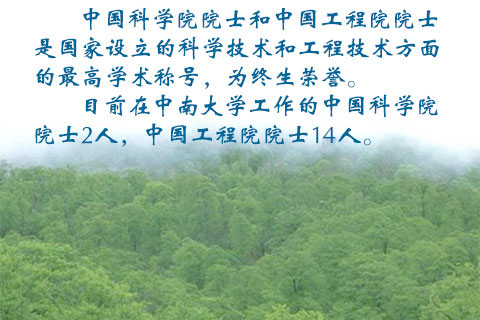 中国科学院院士和中国工程院院士
是国家设立的科学技术和工程技术方面
的最高学术称号，为终生荣誉。
目前在中南大学工作的中国科学院
院士2人，中国工程院院士14人。